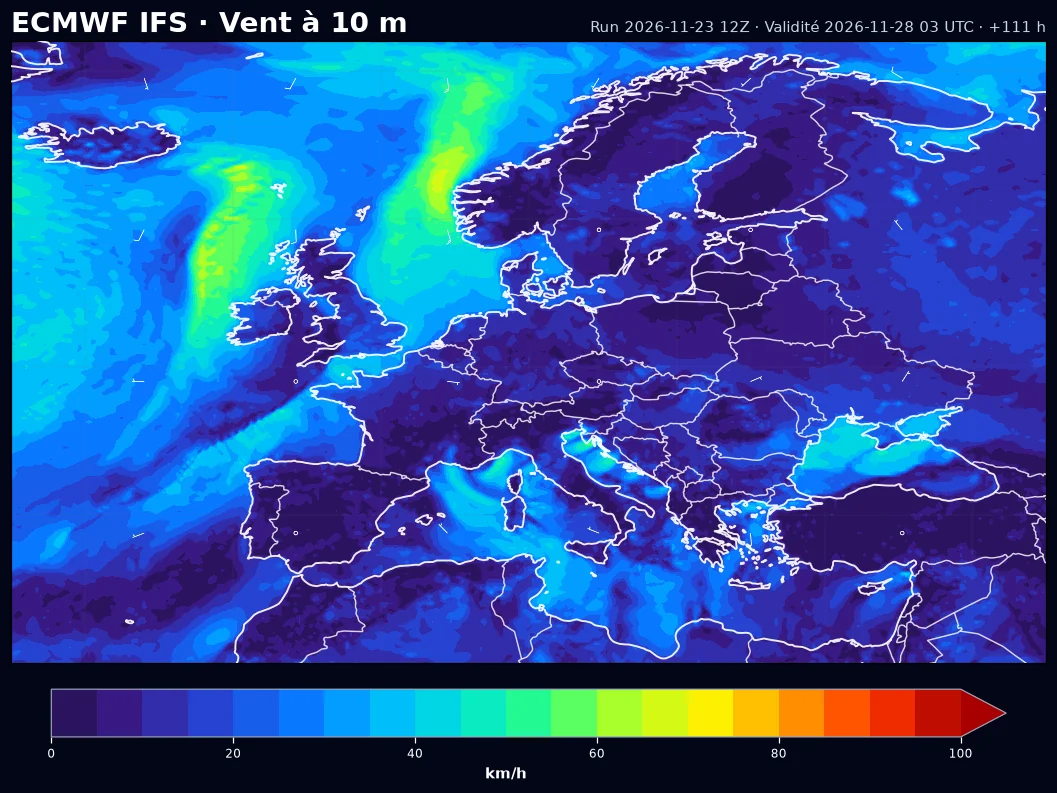 ECMWF IFS · Vent à 10 m
Run 2026-11-23 12Z · Validité 2026-11-28 03 UTC · +111 h
0 20 40 60 80 100
km/h